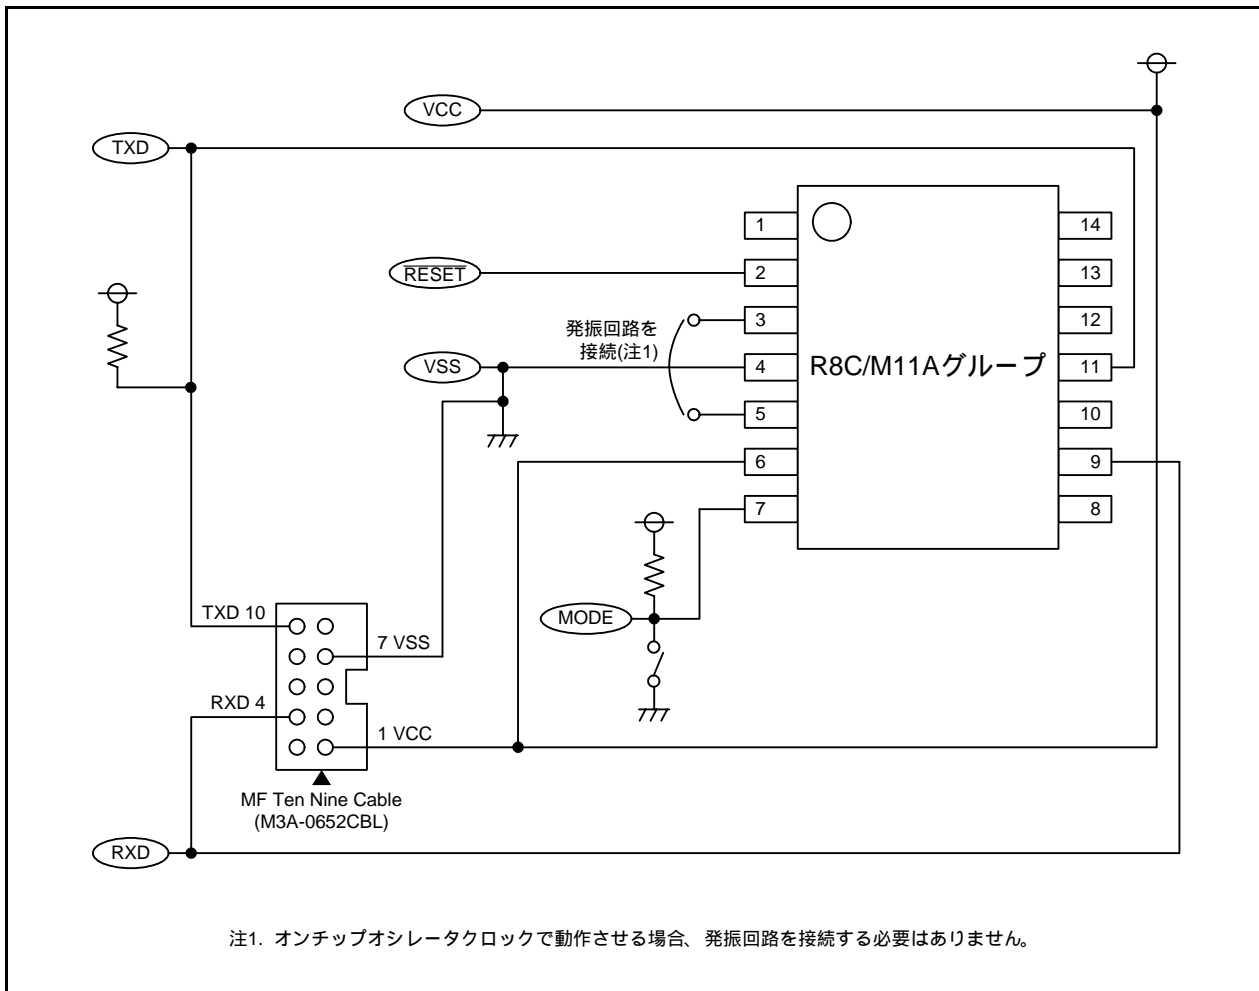 VCC
TXD
1
14
RESET
2
13
3
12
発振回路を
接続(注1)
VSS
4
R8C/M11Aグループ
11
5
10
6
9
7
8
MODE
TXD 10
7 VSS
RXD 4
1 VCC
MF Ten Nine Cable
(M3A-0652CBL)
RXD
注1. オンチップオシレータクロックで動作させる場合、発振回路を接続する必要はありません。